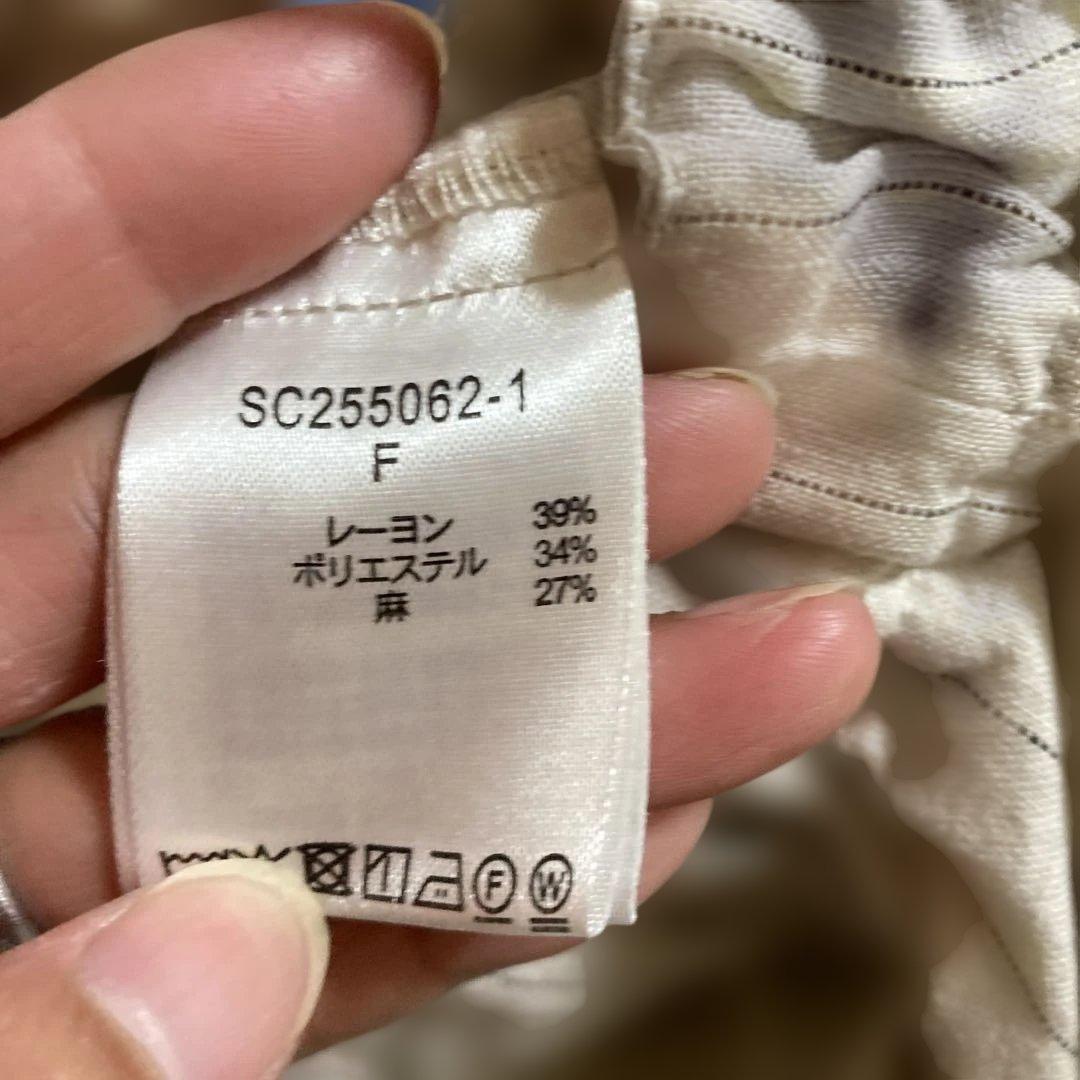 SC255062-1
F
レーヨン 39%
ポリエステル 34%
麻 27%
F W